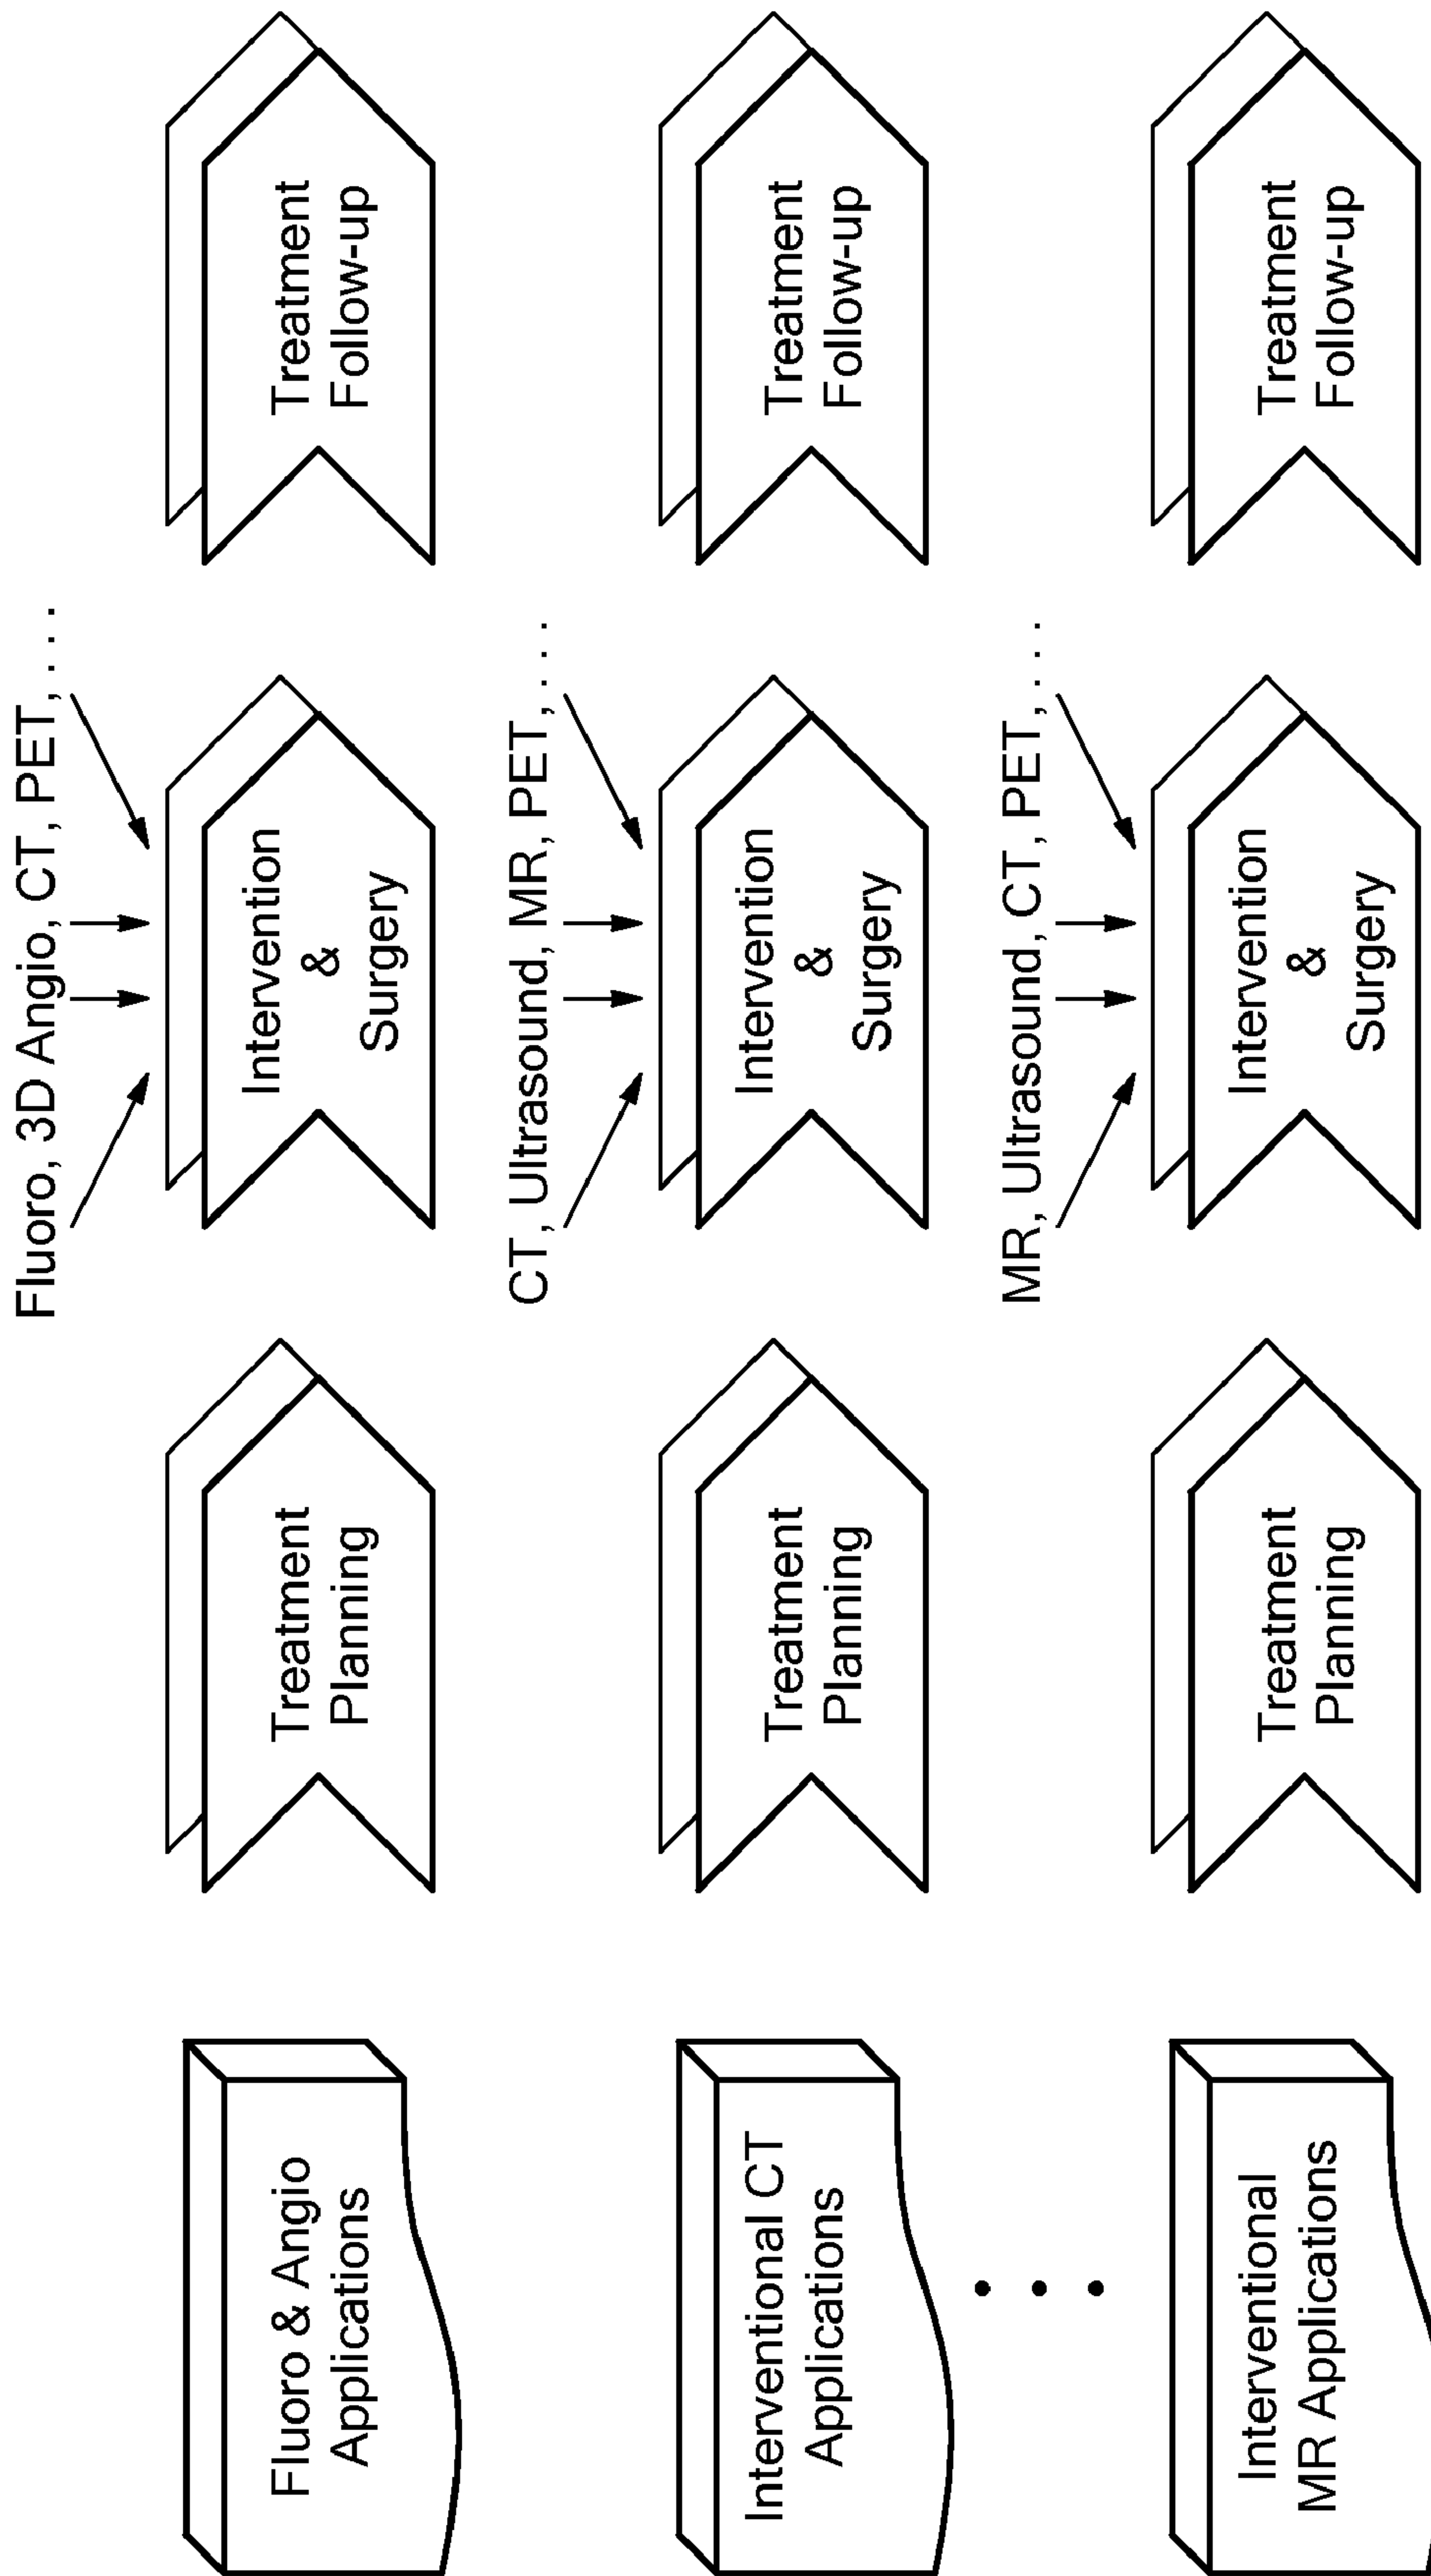 Fluoro, 3D Angio, CT, PET, . . .
Fluoro & Angio
Applications
Treatment
Planning
Intervention
&
Surgery
Treatment
Follow-up
CT, Ultrasound, MR, PET, . . .
Interventional CT
Applications
Treatment
Planning
Intervention
&
Surgery
Treatment
Follow-up
MR, Ultrasound, CT, PET, . . .
Interventional
MR Applications
Treatment
Planning
Intervention
&
Surgery
Treatment
Follow-up